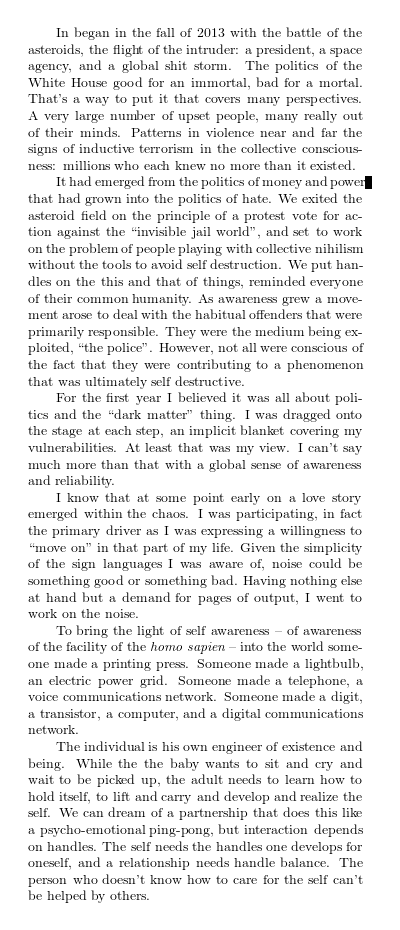 In began in the fall of 2013 with the battle of the
asteroids, the flight of the intruder: a president, a space
agency, and a global shit storm. The politics of the
White House good for an immortal, bad for a mortal.
That's a way to put it that covers many perspectives.
A very large number of upset people, many really out
of their minds. Patterns in violence near and far the
signs of inductive terrorism in the collective conscious-
ness: millions who each knew no more than it existed.
It had emerged from the politics of money and power
that had grown into the politics of hate. We exited the
asteroid field on the principle of a protest vote for ac-
tion against the “invisible jail world”, and set to work
on the problem of people playing with collective nihilism
without the tools to avoid self destruction. We put han-
dles on the this and that of things, reminded everyone
of their common humanity. As awareness grew a move-
ment arose to deal with the habitual offenders that were
primarily responsible. They were the medium being ex-
ploited, “the police”. However, not all were conscious of
the fact that they were contributing to a phenomenon
that was ultimately self destructive.
For the first year I believed it was all about poli-
tics and the “dark matter” thing. I was dragged onto
the stage at each step, an implicit blanket covering my
vulnerabilities. At least that was my view. I can't say
much more than that with a global sense of awareness
and reliability.
I know that at some point early on a love story
emerged within the chaos. I was participating, in fact
the primary driver as I was expressing a willingness to
“move on” in that part of my life. Given the simplicity
of the sign languages I was aware of, noise could be
something good or something bad. Having nothing else
at hand but a demand for pages of output, I went to
work on the noise.
To bring the light of self awareness – of awareness
of the facility of the homo sapien – into the world some-
one made a printing press. Someone made a lightbulb,
an electric power grid. Someone made a telephone, a
voice communications network. Someone made a digit,
a transistor, a computer, and a digital communications
network.
The individual is his own engineer of existence and
being. While the the baby wants to sit and cry and
wait to be picked up, the adult needs to learn how to
hold itself, to lift and carry and develop and realize the
self. We can dream of a partnership that does this like
a psycho-emotional ping-pong, but interaction depends
on handles. The self needs the handles one develops for
oneself, and a relationship needs handle balance. The
person who doesn't know how to care for the self can't
be helped by others.